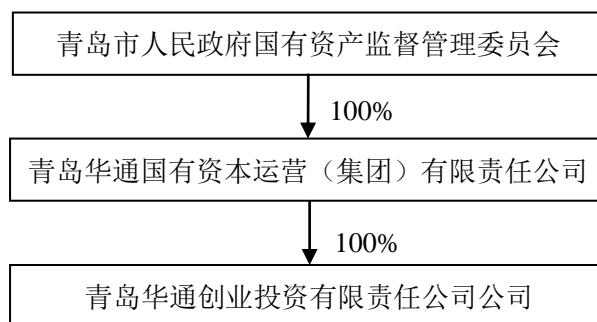 青岛市人民政府国有资产监督管理委员会
100%
青岛华通国有资本运营（集团）有限责任公司
100%
青岛华通创业投资有限责任公司公司